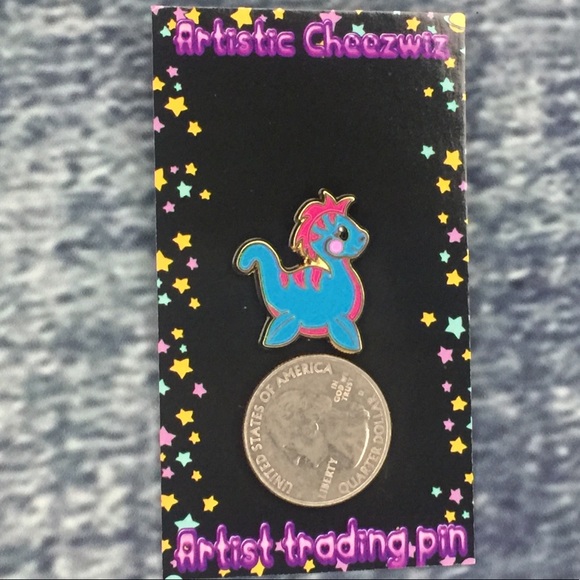 Artistic Cheezwiz
UNITED STATES OF AMERICA
IN
GOD WE
TRUST
LIBERTY
QUARTER DOLLAR
Artist trading pin